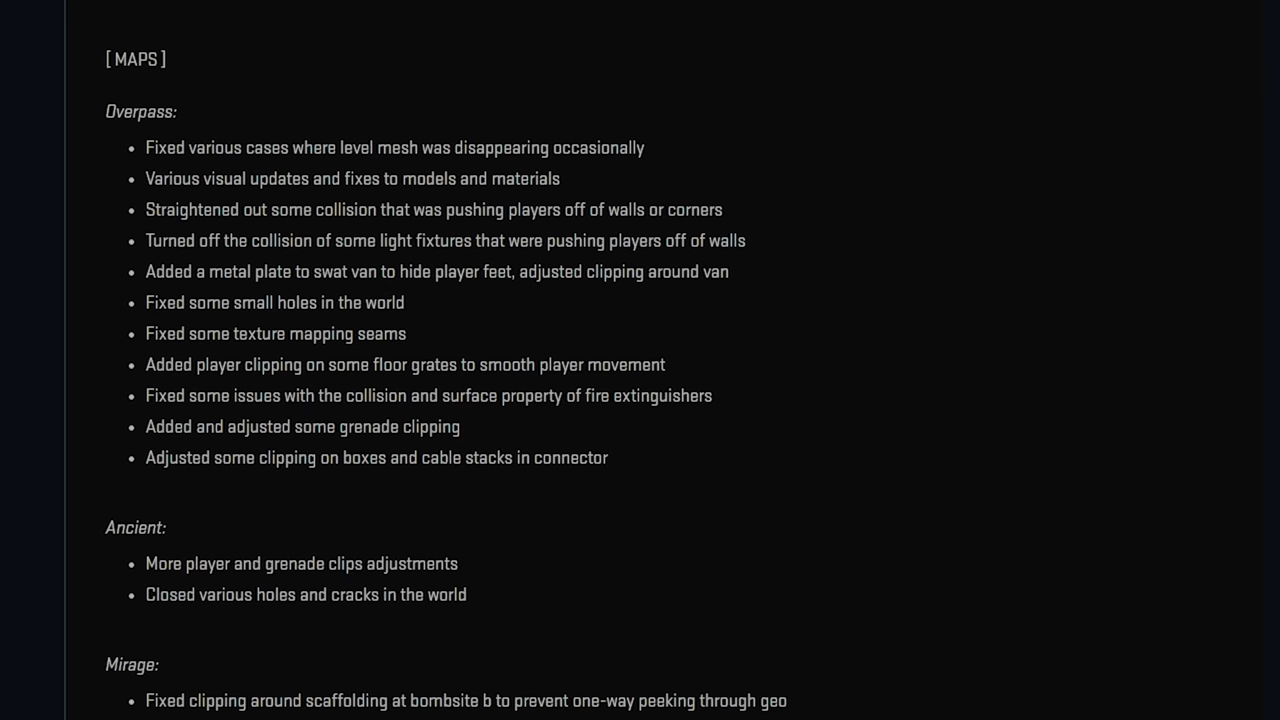 [ MAPS ]
Overpass:
• Fixed various cases where level mesh was disappearing occasionally
• Various visual updates and fixes to models and materials
• Straightened out some collision that was pushing players off of walls or corners
• Turned off the collision of some light fixtures that were pushing players off of walls
• Added a metal plate to swat van to hide player feet, adjusted clipping around van
• Fixed some small holes in the world
• Fixed some texture mapping seams
• Added player clipping on some floor grates to smooth player movement
• Fixed some issues with the collision and surface property of fire extinguishers
• Added and adjusted some grenade clipping
• Adjusted some clipping on boxes and cable stacks in connector
Ancient:
• More player and grenade clips adjustments
• Closed various holes and cracks in the world
Mirage:
• Fixed clipping around scaffolding at bombsite b to prevent one-way peeking through geo